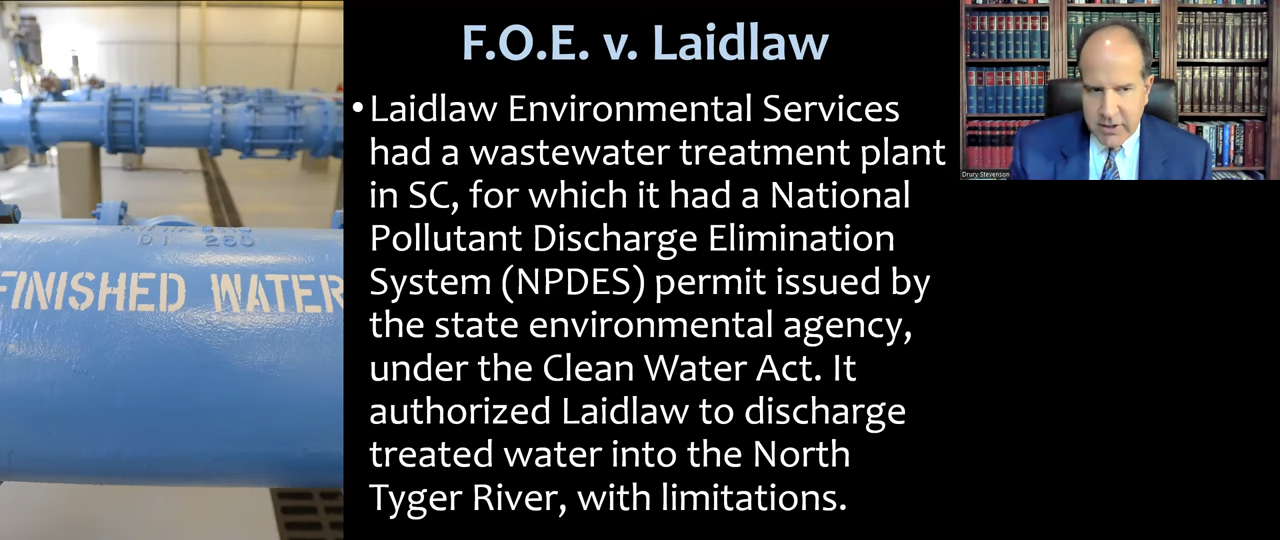 F.O.E. v. Laidlaw
•Laidlaw Environmental Services
had a wastewater treatment plant
in SC, for which it had a National
Pollutant Discharge Elimination
System (NPDES) permit issued by
the state environmental agency,
under the Clean Water Act. It
authorized Laidlaw to discharge
treated water into the North
Tyger River, with limitations.
FINISHED WATER
Drury Stevenson